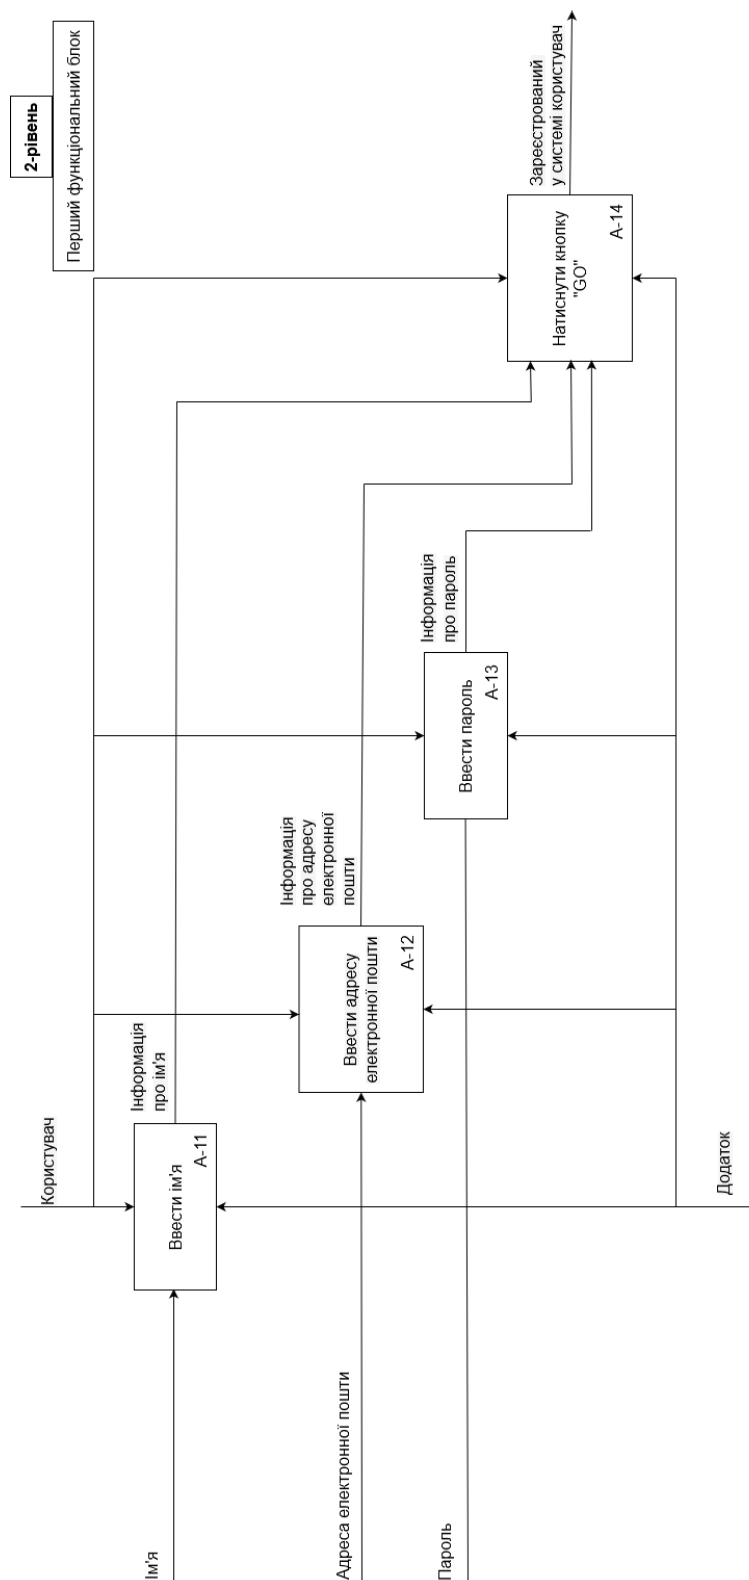 2-рівень
Перший функціональний блок
Користувач
Ім'я
Ввести ім'я
A-11
Інформація
про ім'я
Адреса електронної пошти
Ввести адресу
електронної пошти
A-12
Інформація
про адресу
електронної
пошти
Пароль
Ввести пароль
A-13
Інформація
про пароль
Натиснути кнопку
"GO"
A-14
Зареєстрований
у системі користувач
Додаток